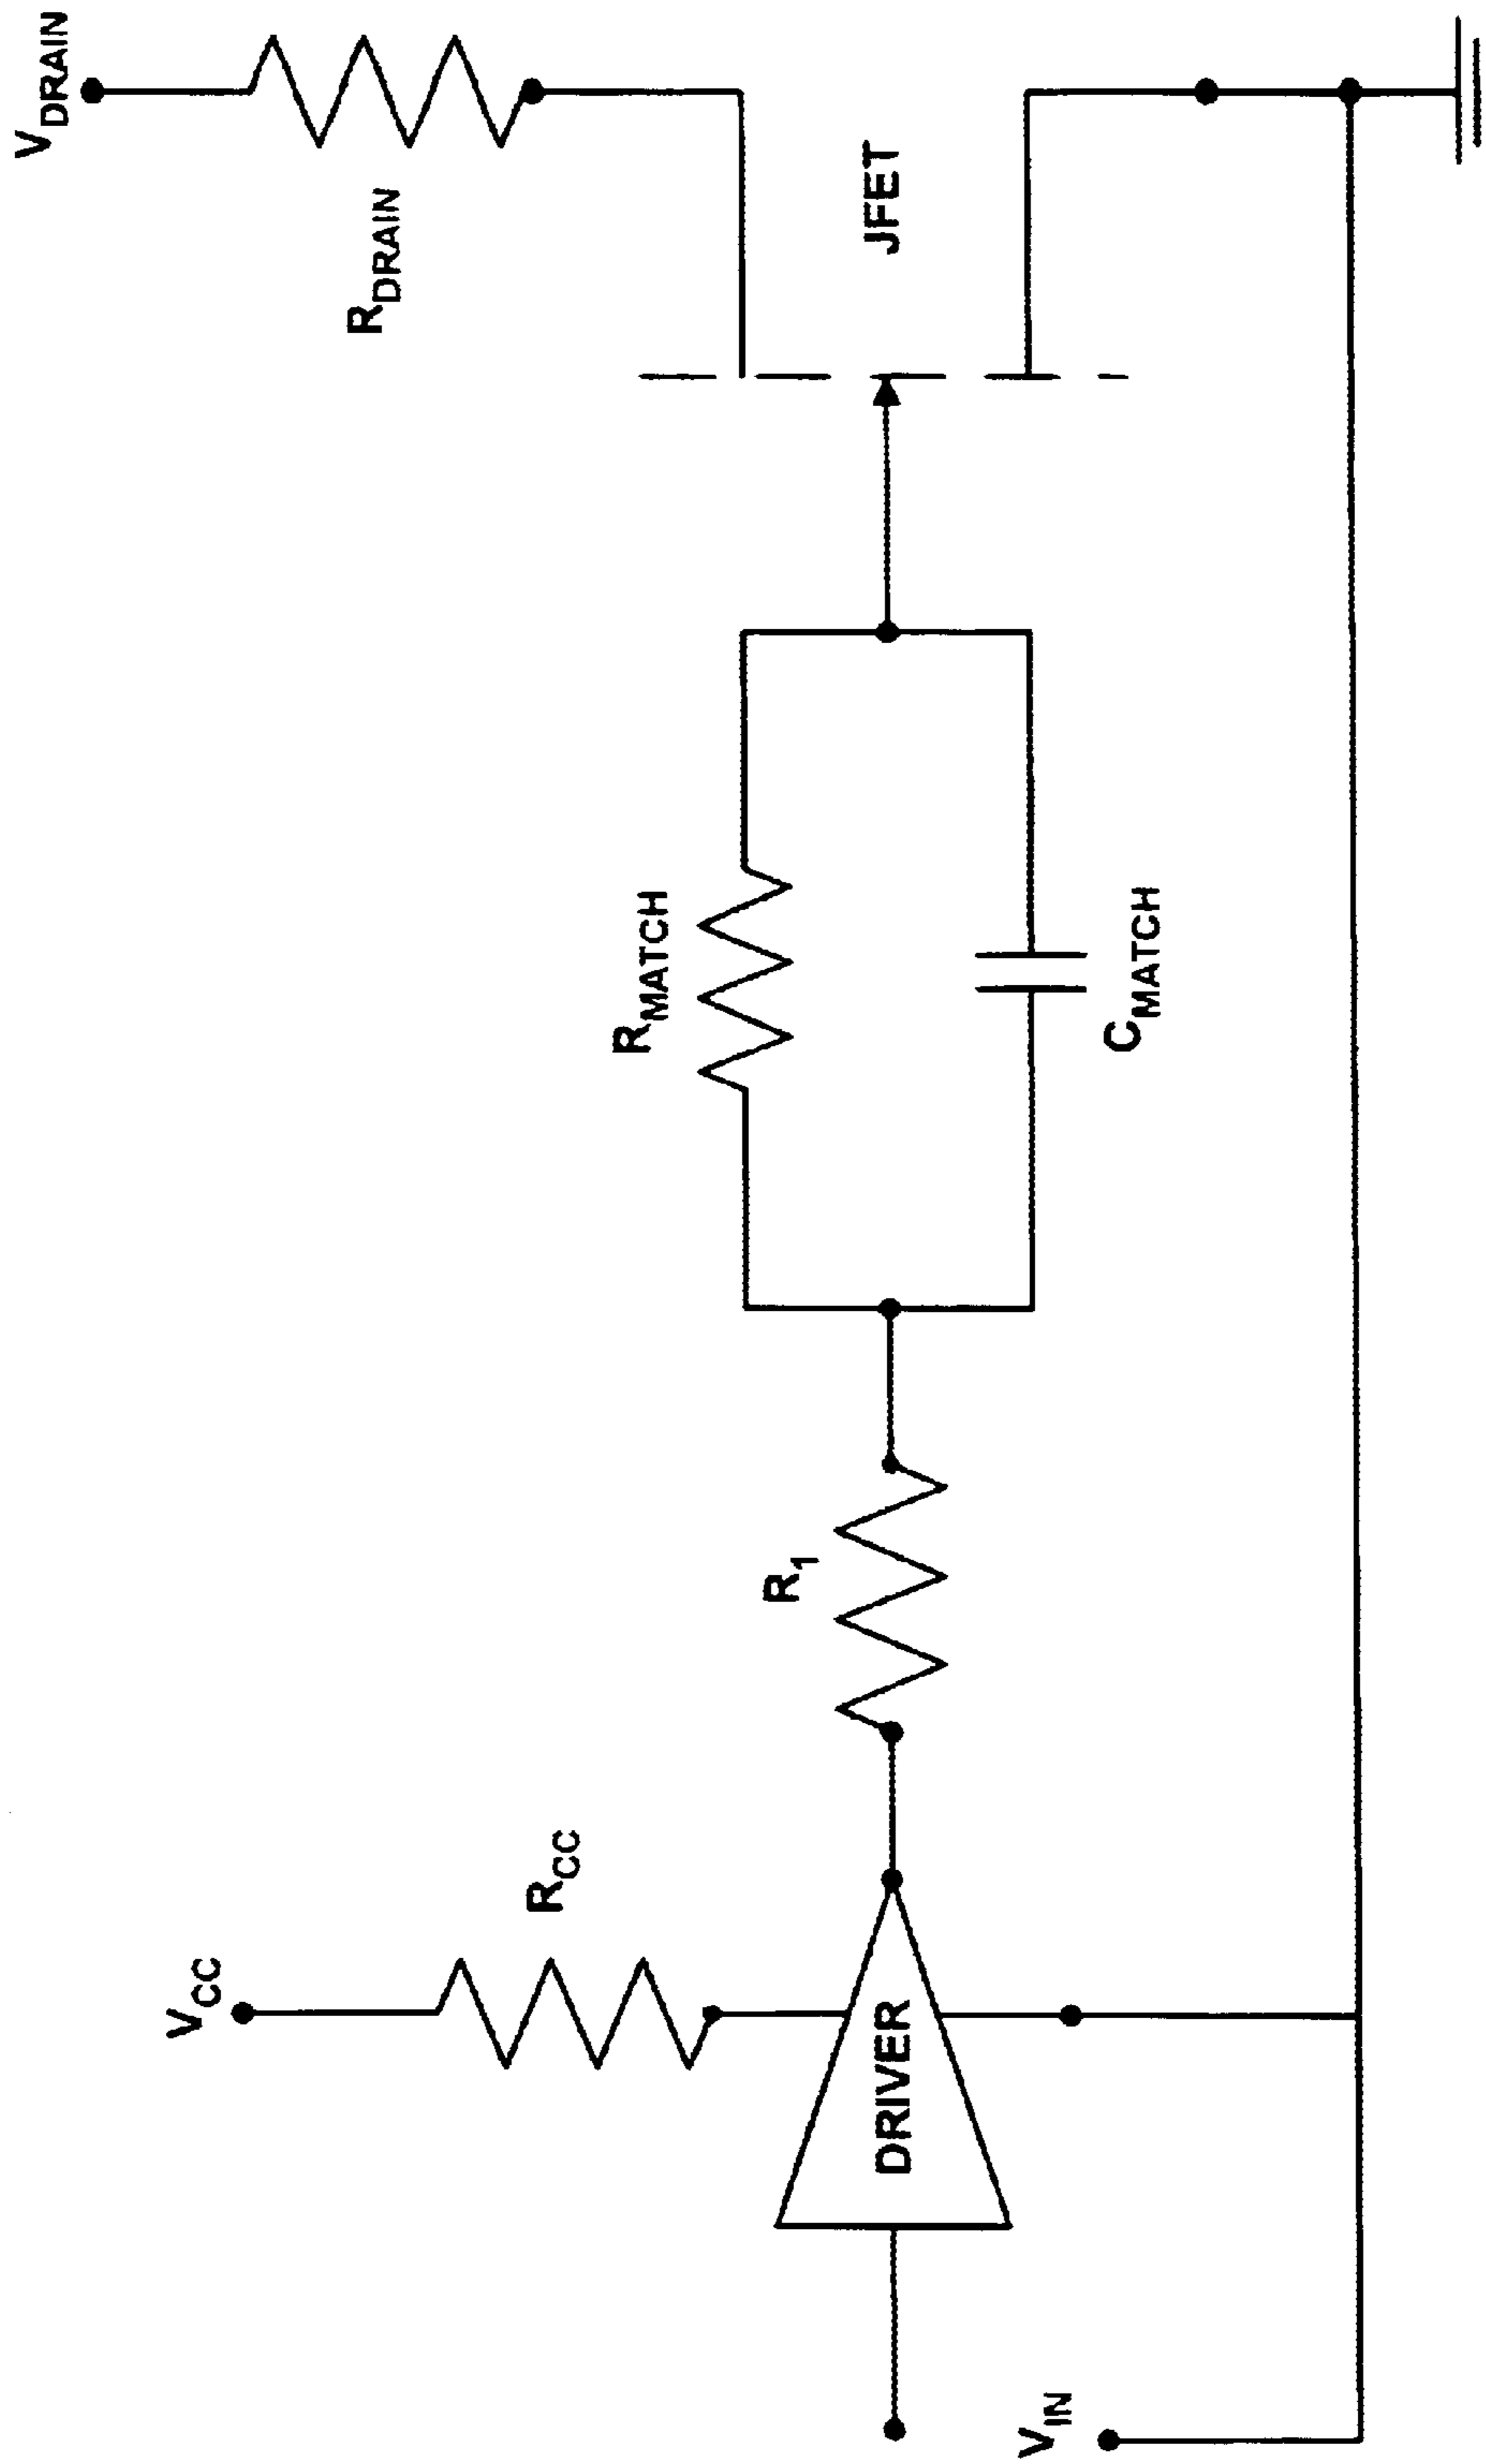 V_CC
R_CC
DRIVER
V_IN
R_1
R_MATCH
C_MATCH
JFET
V_DRAIN
R_DRAIN